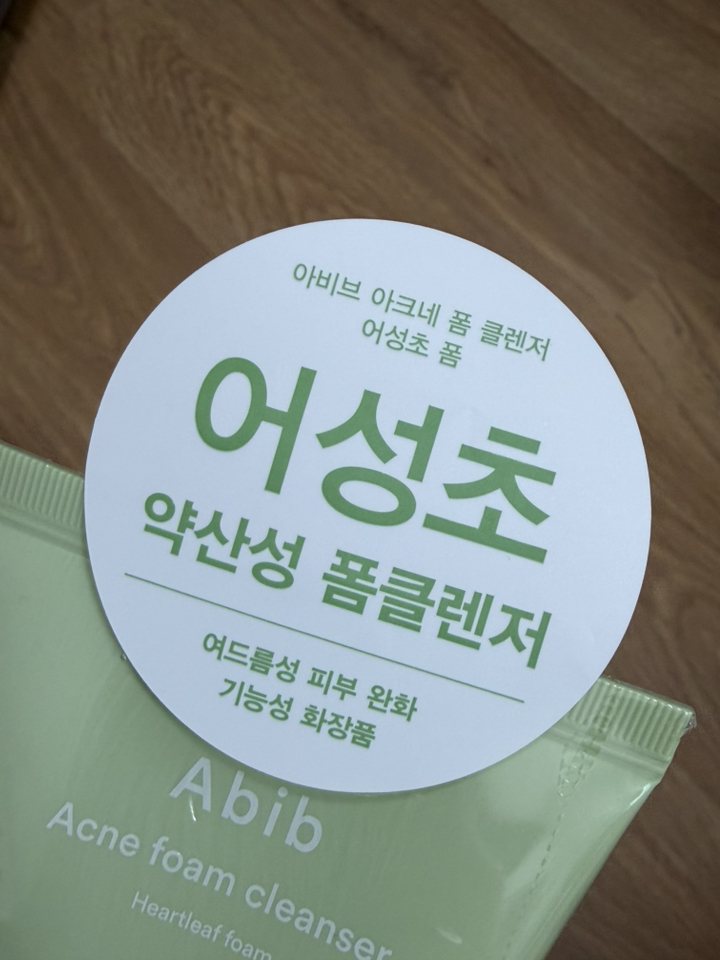 아비브 아크네 폼 클렌저
어성초 폼
어성초
약산성 폼클렌저
여드름성 피부 완화
기능성 화장품
Abib
Acne foam cleanser
Heartleaf foam